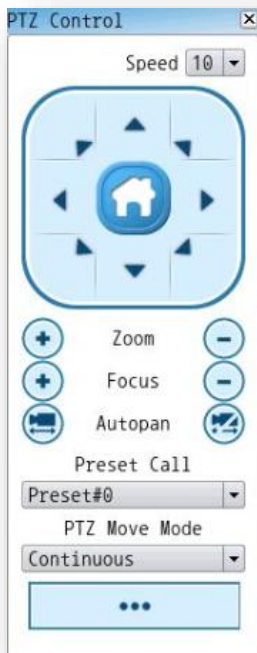 PTZ Control
Speed 10
Zoom
Focus
Autopan
Preset Call
Preset#0
PTZ Move Mode
Continuous